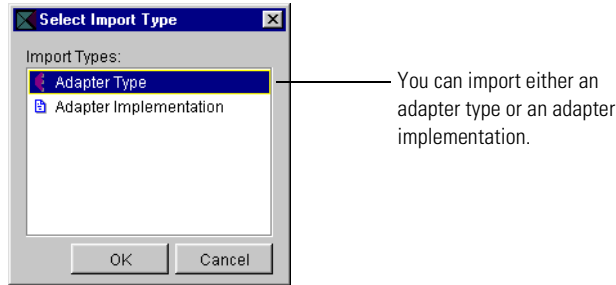 Select Import Type
Import Types:
Adapter Type
Adapter Implementation
OK Cancel
You can import either an
adapter type or an adapter
implementation.